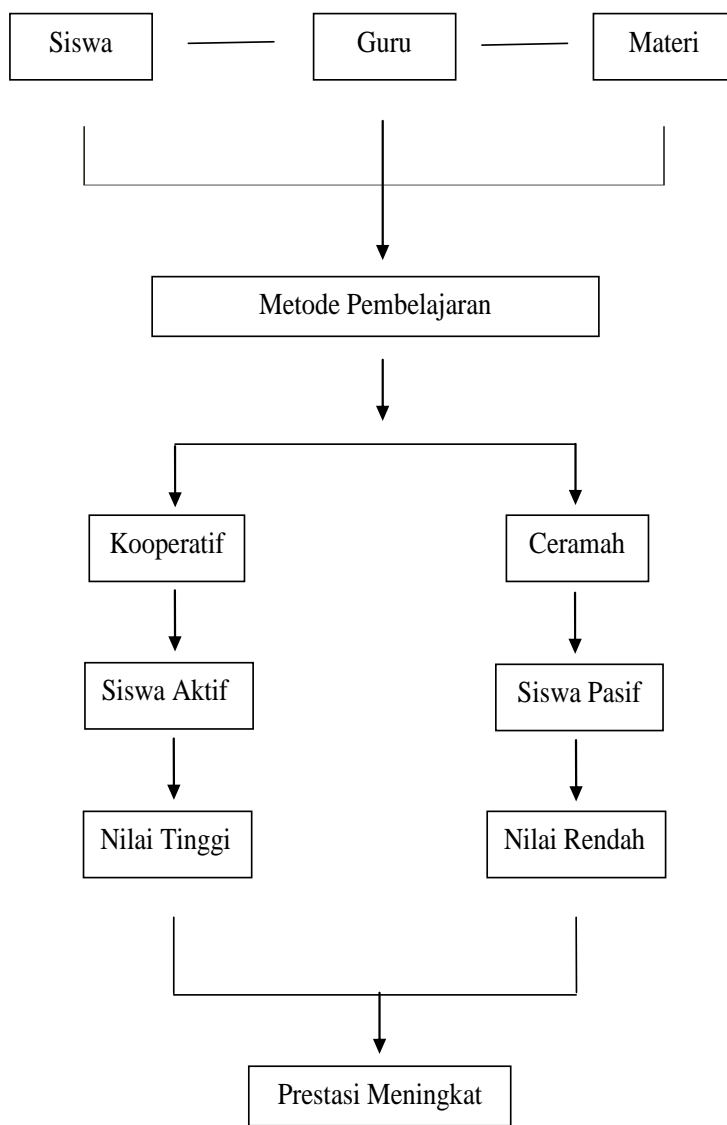 Siswa
Guru
Materi
Metode Pembelajaran
Kooperatif
Ceramah
Siswa Aktif
Siswa Pasif
Nilai Tinggi
Nilai Rendah
Prestasi Meningkat